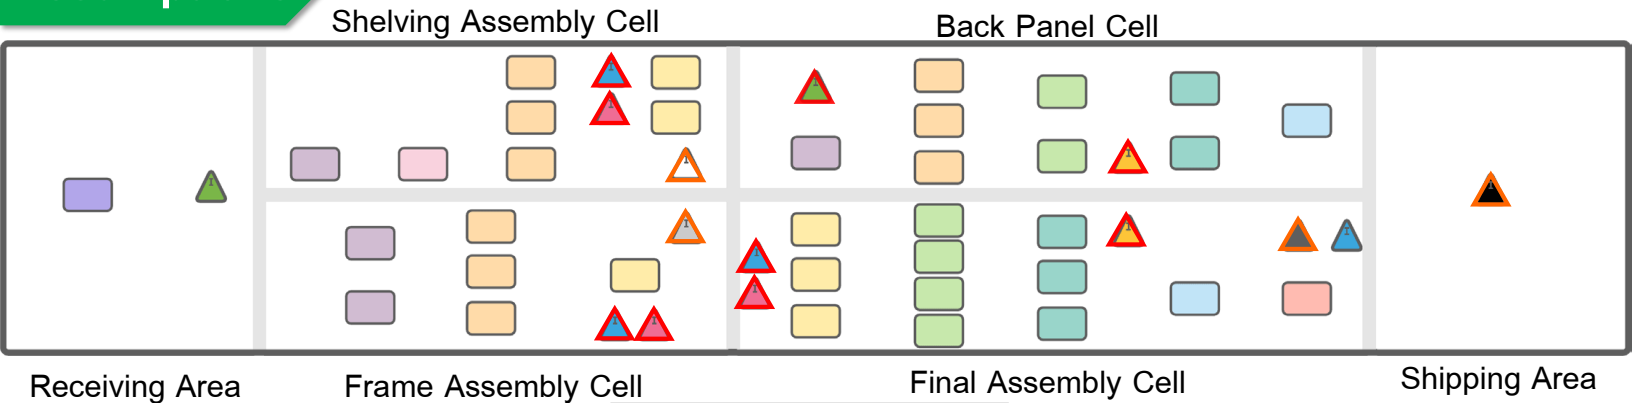 Shelving Assembly Cell
Back Panel Cell
Receiving Area
Frame Assembly Cell
Final Assembly Cell
Shipping Area